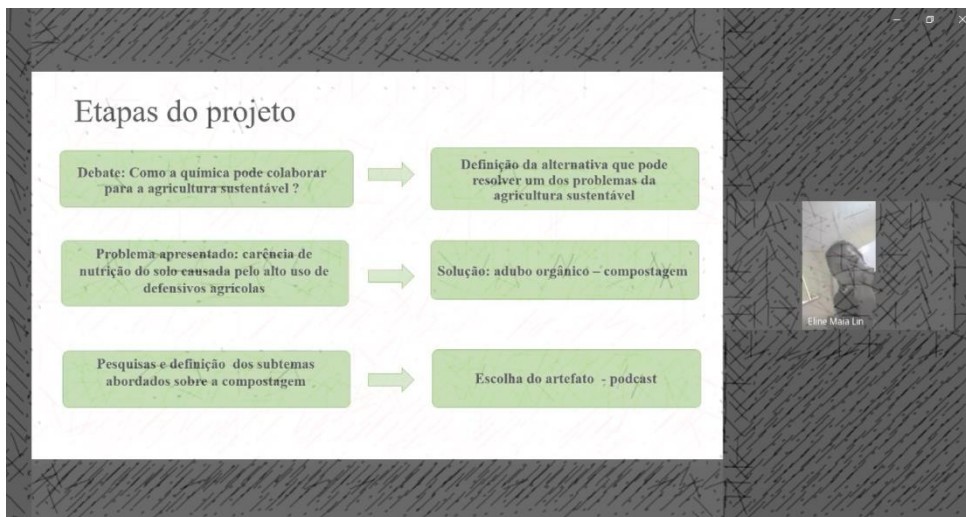 Etapas do projeto
Debate: Como a química pode colaborar
para a agricultura sustentável ?
Definição da alternativa que pode
resolver um dos problemas da
agricultura sustentável
Problema apresentado: carência de
nutrição do solo causada pelo alto uso de
defensivos agrícolas
Solução: adubo orgânico – compostagem
Pesquisas e definição dos subtemas
abordados sobre a compostagem
Escolha do artefato - podcast
Eline Maia Lin